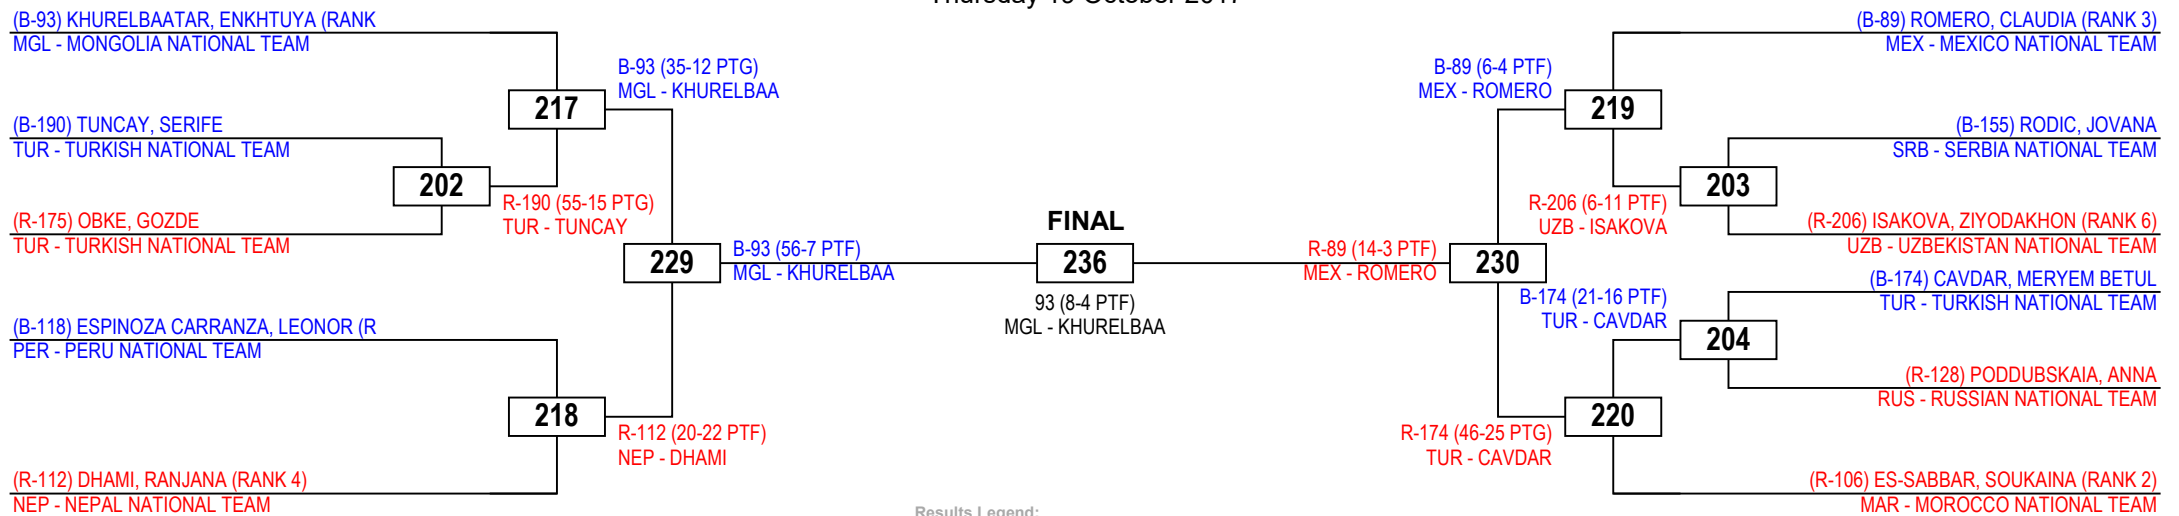 (B-93) KHURELBAATAR, ENKHTUYA (RANK
MGL - MONGOLIA NATIONAL TEAM
B-93 (35-12 PTG)
MGL - KHURELBAA
217
(B-190) TUNCAY, SERIFE
TUR - TURKISH NATIONAL TEAM
202
R-190 (55-15 PTG)
TUR - TUNCAY
(R-175) OBKE, GOZDE
TUR - TURKISH NATIONAL TEAM
229
B-93 (56-7 PTF)
MGL - KHURELBAA
(B-118) ESPINOZA CARRANZA, LEONOR (R
PER - PERU NATIONAL TEAM
218
R-112 (20-22 PTF)
NEP - DHAMI
(R-112) DHAMI, RANJANA (RANK 4)
NEP - NEPAL NATIONAL TEAM
FINAL
236
93 (8-4 PTF)
MGL - KHURELBAA
Results Legend:
(B-89) ROMERO, CLAUDIA (RANK 3)
MEX - MEXICO NATIONAL TEAM
B-89 (6-4 PTF)
MEX - ROMERO
219
(B-155) RODIC, JOVANA
SRB - SERBIA NATIONAL TEAM
203
R-206 (6-11 PTF)
UZB - ISAKOVA
(R-206) ISAKOVA, ZIYODAKHON (RANK 6)
UZB - UZBEKISTAN NATIONAL TEAM
R-89 (14-3 PTF)
MEX - ROMERO
230
(B-174) CAVDAR, MERYEM BETUL
TUR - TURKISH NATIONAL TEAM
B-174 (21-16 PTF)
TUR - CAVDAR
204
(R-128) PODDUBSKAIA, ANNA
RUS - RUSSIAN NATIONAL TEAM
220
R-174 (46-25 PTG)
TUR - CAVDAR
(R-106) ES-SABBAR, SOUKAINA (RANK 2)
MAR - MOROCCO NATIONAL TEAM